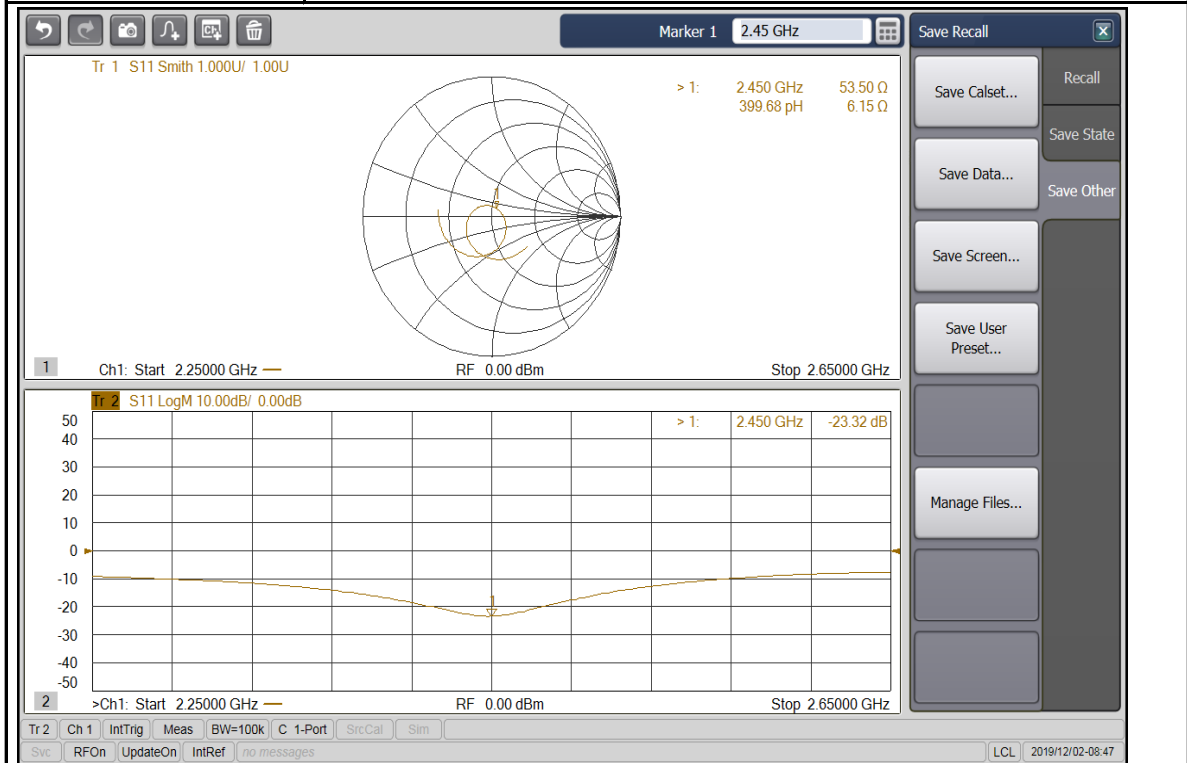 Marker 1 2.45 GHz
Save Recall
Tr 1 S11 Smith 1.000U/ 1.00U
> 1: 2.450 GHz 53.50 Ω
399.68 pH 6.15 Ω
1
1 Ch1: Start 2.25000 GHz — RF 0.00 dBm Stop 2.65000 GHz
Tr 2 S11 LogM 10.00dB/ 0.00dB
> 1: 2.450 GHz -23.32 dB
50
40
30
20
10
0
-10
-20
-30
-40
-50
1
2 >Ch1: Start 2.25000 GHz — RF 0.00 dBm Stop 2.65000 GHz
Save Calset...
Save Data...
Save Screen...
Save User
Preset...
Manage Files...
Recall
Save State
Save Other
Tr 2 Ch 1 IntTrig Meas BW=100k C 1-Port SrcCal Sim
Svc RFOn UpdateOn IntRef no messages LCL 2019/12/02-08:47